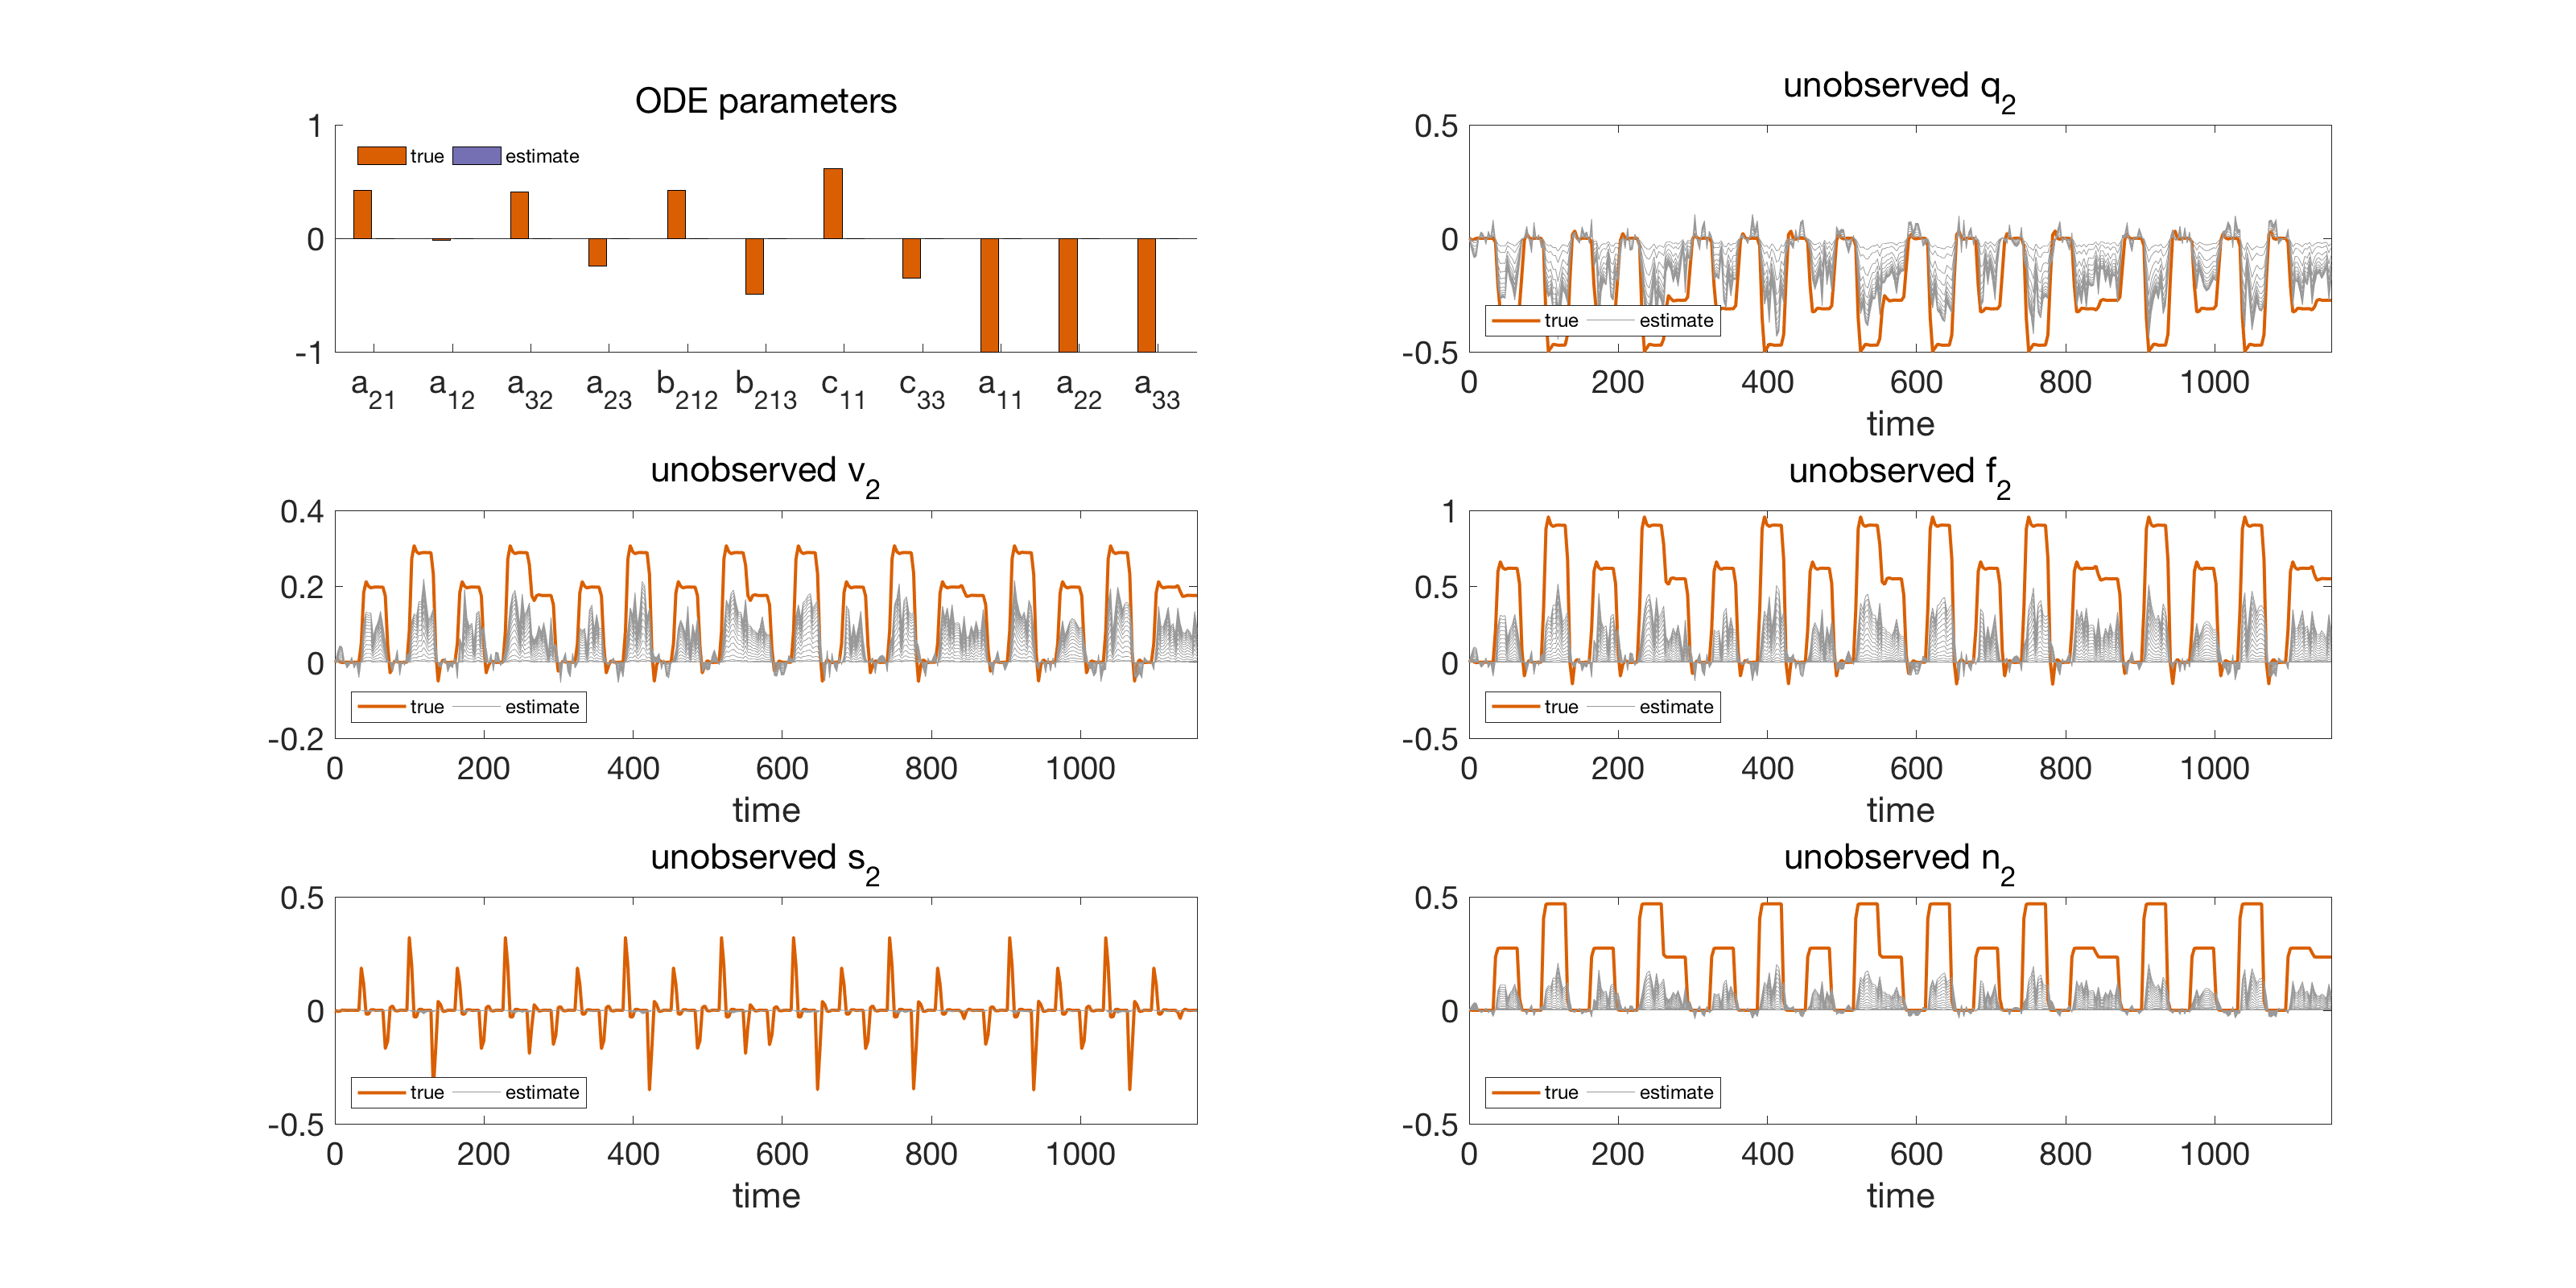 ODE parameters
1
0
-1
true estimate
a21 a12 a32 a23 b212 b213 c11 c33 a11 a22 a33
unobserved q2
0.5
0
-0.5
true estimate
0 200 400 600 800 1000
time
unobserved v2
0.4
0.2
0
-0.2
true estimate
0 200 400 600 800 1000
time
unobserved f2
1
0.5
0
-0.5
true estimate
0 200 400 600 800 1000
time
unobserved s2
0.5
0
-0.5
true estimate
0 200 400 600 800 1000
time
unobserved n2
0.5
0
-0.5
true estimate
0 200 400 600 800 1000
time